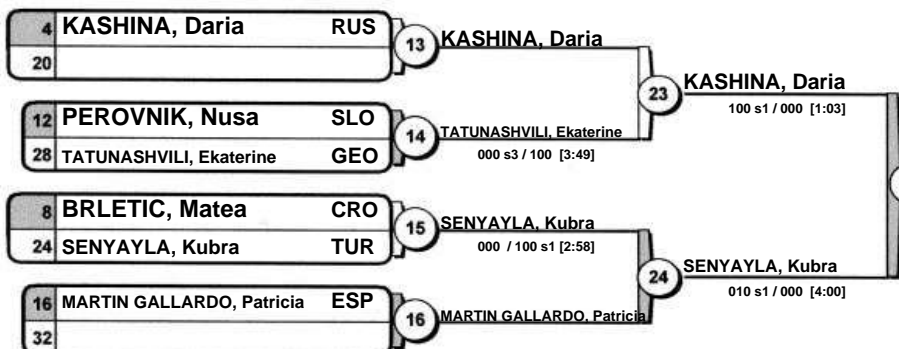 4 KASHINA, Daria RUS
20
13 KASHINA, Daria
23 KASHINA, Daria
100 s1 / 000 [1:03]
12 PEROVNIK, Nusa SLO
28 TATUNASHVILI, Ekaterine GEO
14 TATUNASHVILI, Ekaterine
000 s3 / 100 [3:49]
8 BRLETIC, Matea CRO
24 SENYAYLA, Kubra TUR
15 SENYAYLA, Kubra
000 / 100 s1 [2:58]
24 SENYAYLA, Kubra
010 s1 / 000 [4:00]
16 MARTIN GALLARDO, Patricia ESP
32
16 MARTIN GALLARDO, Patricia